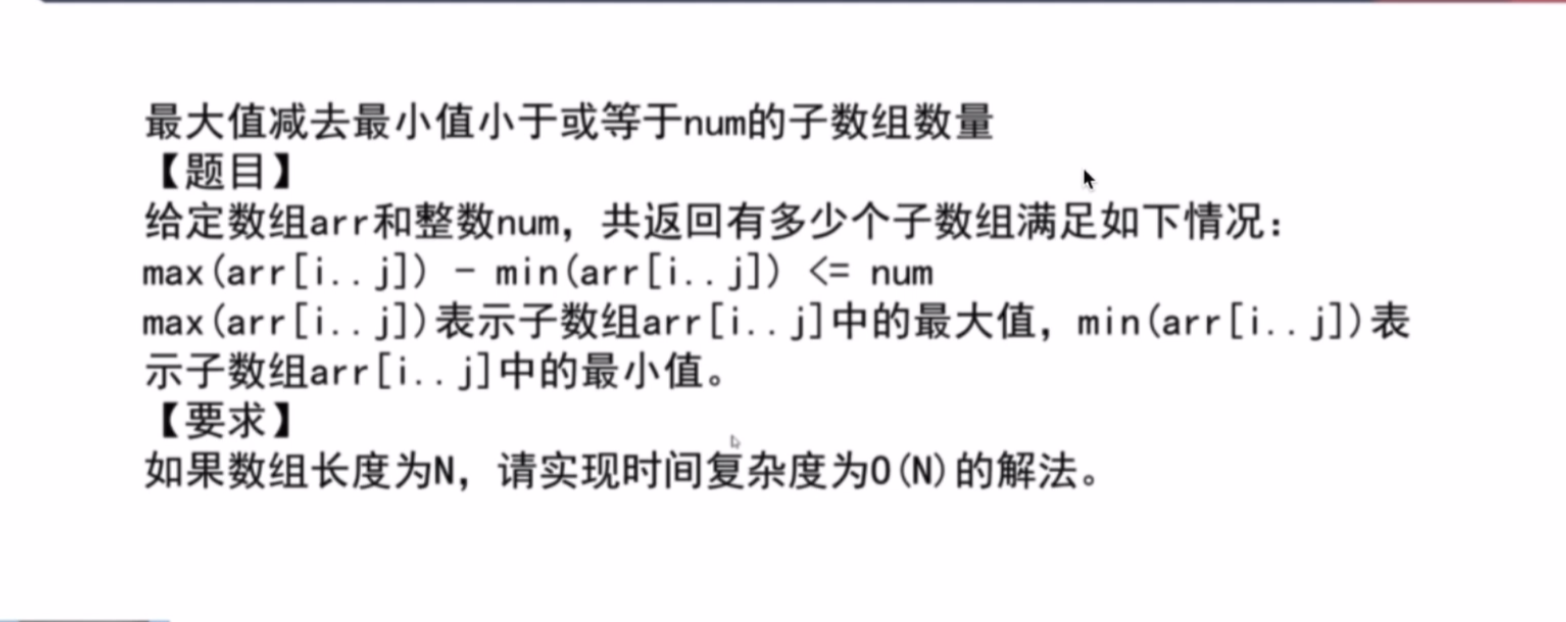 最大值减去最小值小于或等于num的子数组数量
【题目】
给定数组arr和整数num，共返回有多少个子数组满足如下情况：
max(arr[i..j]) - min(arr[i..j]) <= num
max(arr[i..j])表示子数组arr[i..j]中的最大值，min(arr[i..j])表
示子数组arr[i..j]中的最小值。
【要求】
如果数组长度为N，请实现时间复杂度为O(N)的解法。